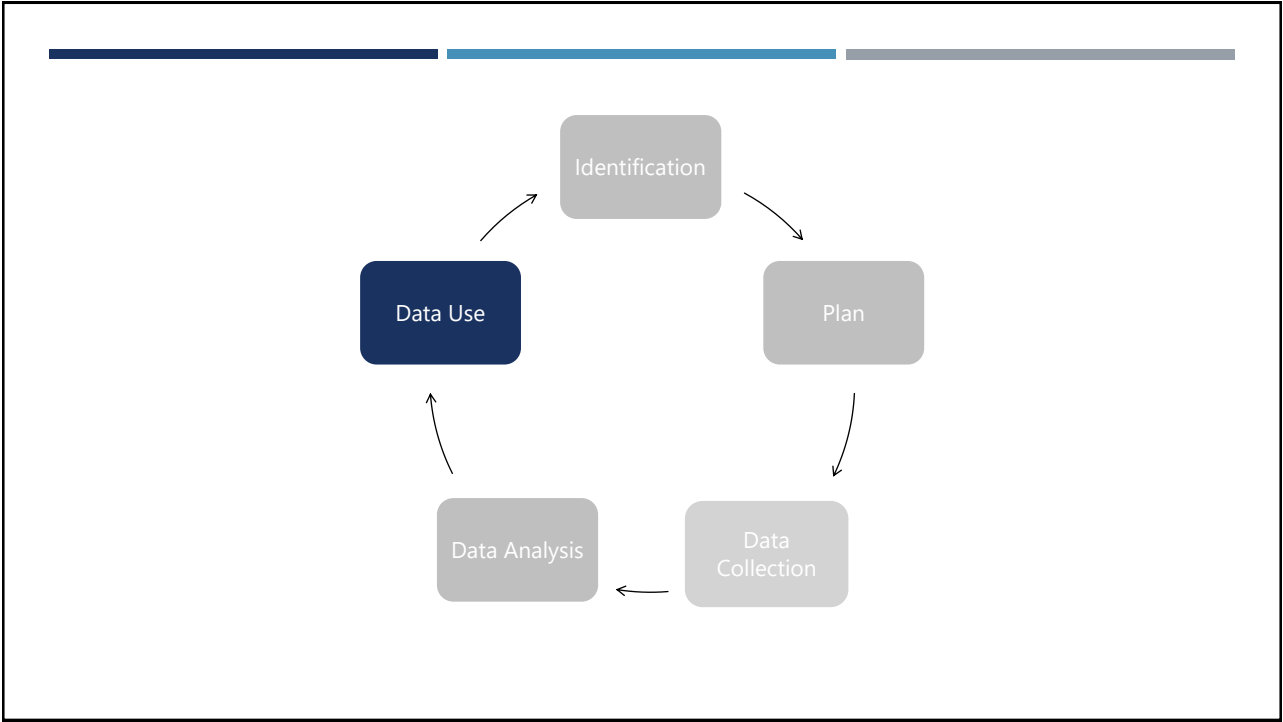 Identification
Plan
Data
Collection
Data Analysis
Data Use